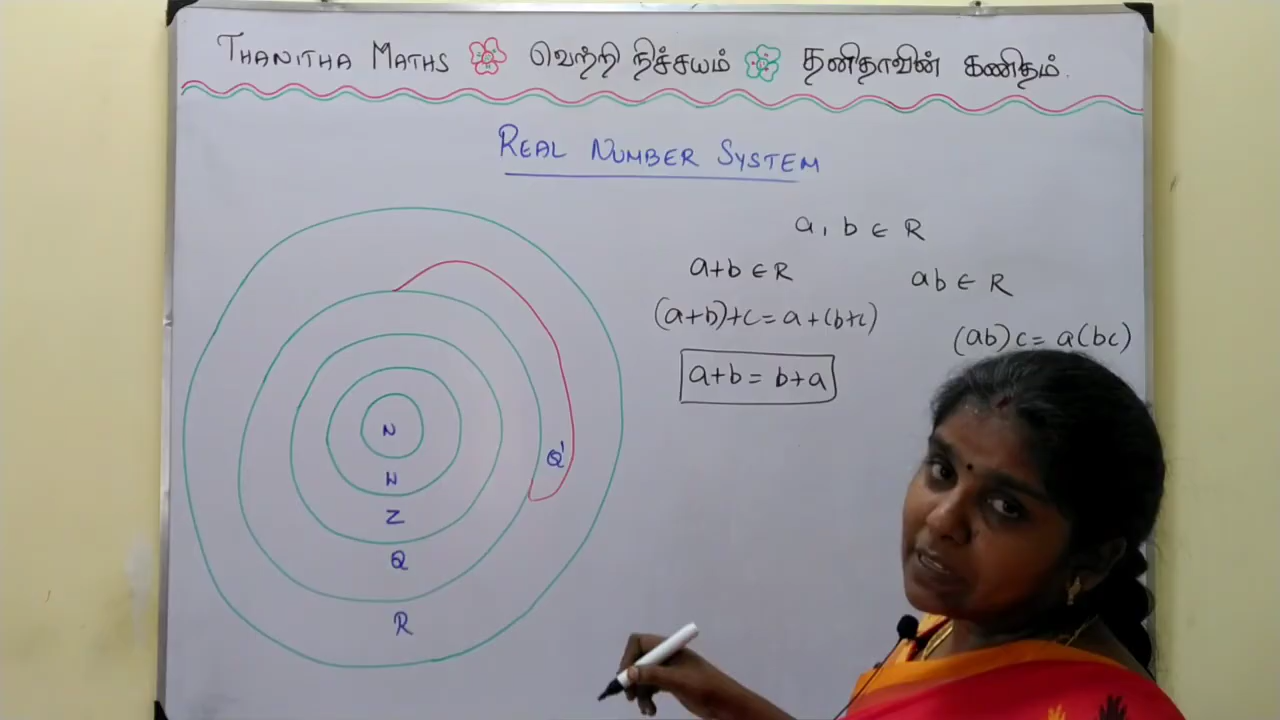 THANITHA MATHS வெற்றி நிச்சயம் தனிதாவின் கணிதம்.
REAL NUMBER SYSTEM
a, b ∈ R
a+b ∈ R
ab ∈ R
(a+b)+c = a+(b+c)
(ab)c = a(bc)
a+b = b+a
N
W
Z
Q
R
Q'